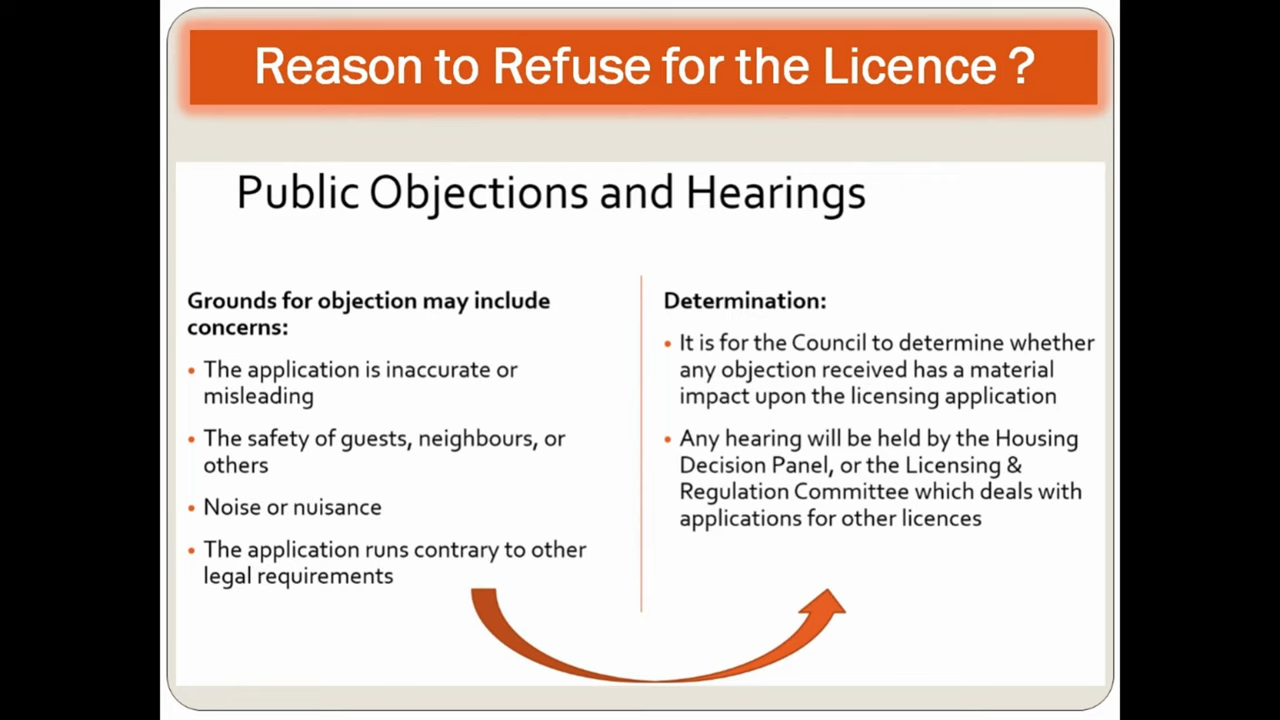 Reason to Refuse for the Licence ?
Public Objections and Hearings
Grounds for objection may include
concerns:
• The application is inaccurate or
misleading
• The safety of guests, neighbours, or
others
• Noise or nuisance
• The application runs contrary to other
legal requirements
Determination:
• It is for the Council to determine whether
any objection received has a material
impact upon the licensing application
• Any hearing will be held by the Housing
Decision Panel, or the Licensing &
Regulation Committee which deals with
applications for other licences